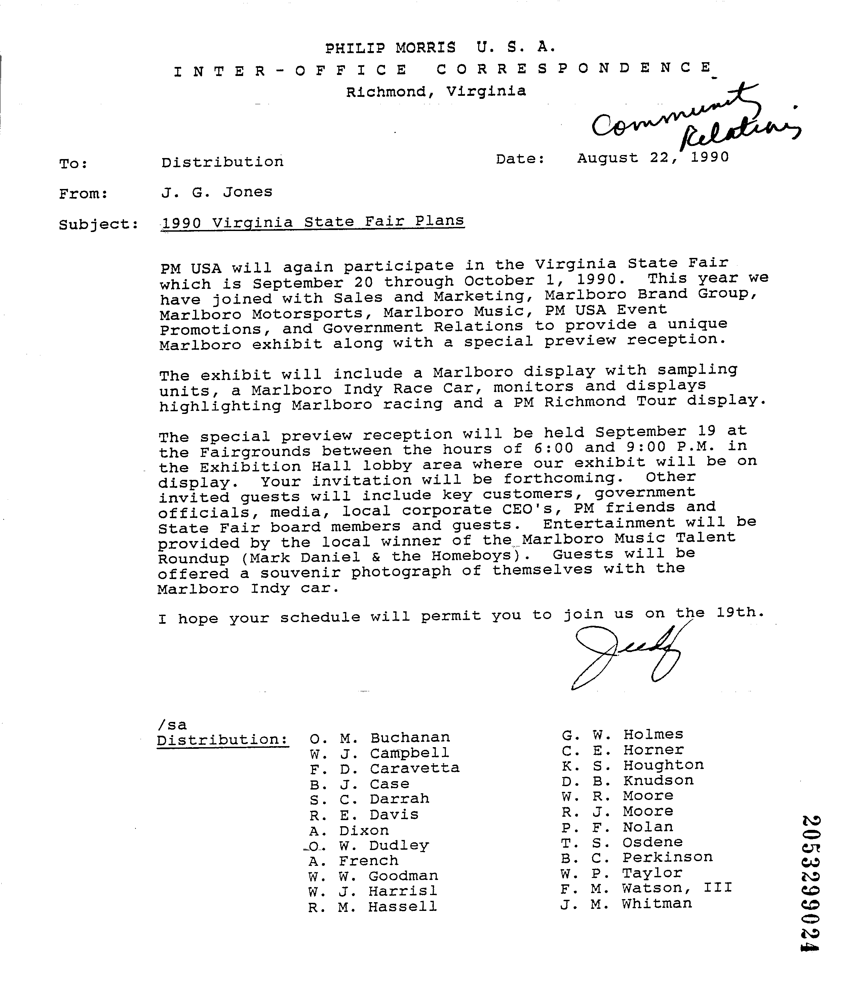 PHILIP MORRIS U. S. A.
INTER-OFFICE CORRESPONDENCE
Richmond, Virginia
Community
Relations
To: Distribution Date: August 22, 1990
From: J. G. Jones
Subject: 1990 Virginia State Fair Plans
PM USA will again participate in the Virginia State Fair
which is September 20 through October 1, 1990. This year we
have joined with Sales and Marketing, Marlboro Brand Group,
Marlboro Motorsports, Marlboro Music, PM USA Event
Promotions, and Government Relations to provide a unique
Marlboro exhibit along with a special preview reception.
The exhibit will include a Marlboro display with sampling
units, a Marlboro Indy Race Car, monitors and displays
highlighting Marlboro racing and a PM Richmond Tour display.
The special preview reception will be held September 19 at
the Fairgrounds between the hours of 6:00 and 9:00 P.M. in
the Exhibition Hall lobby area where our exhibit will be on
display. Your invitation will be forthcoming. Other
invited guests will include key customers, government
officials, media, local corporate CEO's, PM friends and
State Fair board members and guests. Entertainment will be
provided by the local winner of the Marlboro Music Talent
Roundup (Mark Daniel & the Homeboys). Guests will be
offered a souvenir photograph of themselves with the
Marlboro Indy car.
I hope your schedule will permit you to join us on the 19th.
Judy
/sa
Distribution: O. M. Buchanan
W. J. Campbell
F. D. Caravetta
B. J. Case
S. C. Darrah
R. E. Davis
A. Dixon
O. W. Dudley
A. French
W. W. Goodman
W. J. Harrisl
R. M. Hassell
G. W. Holmes
C. E. Horner
K. S. Houghton
D. B. Knudson
W. R. Moore
R. J. Moore
P. F. Nolan
T. S. Osdene
B. C. Perkinson
W. P. Taylor
F. M. Watson, III
J. M. Whitman
2053299024